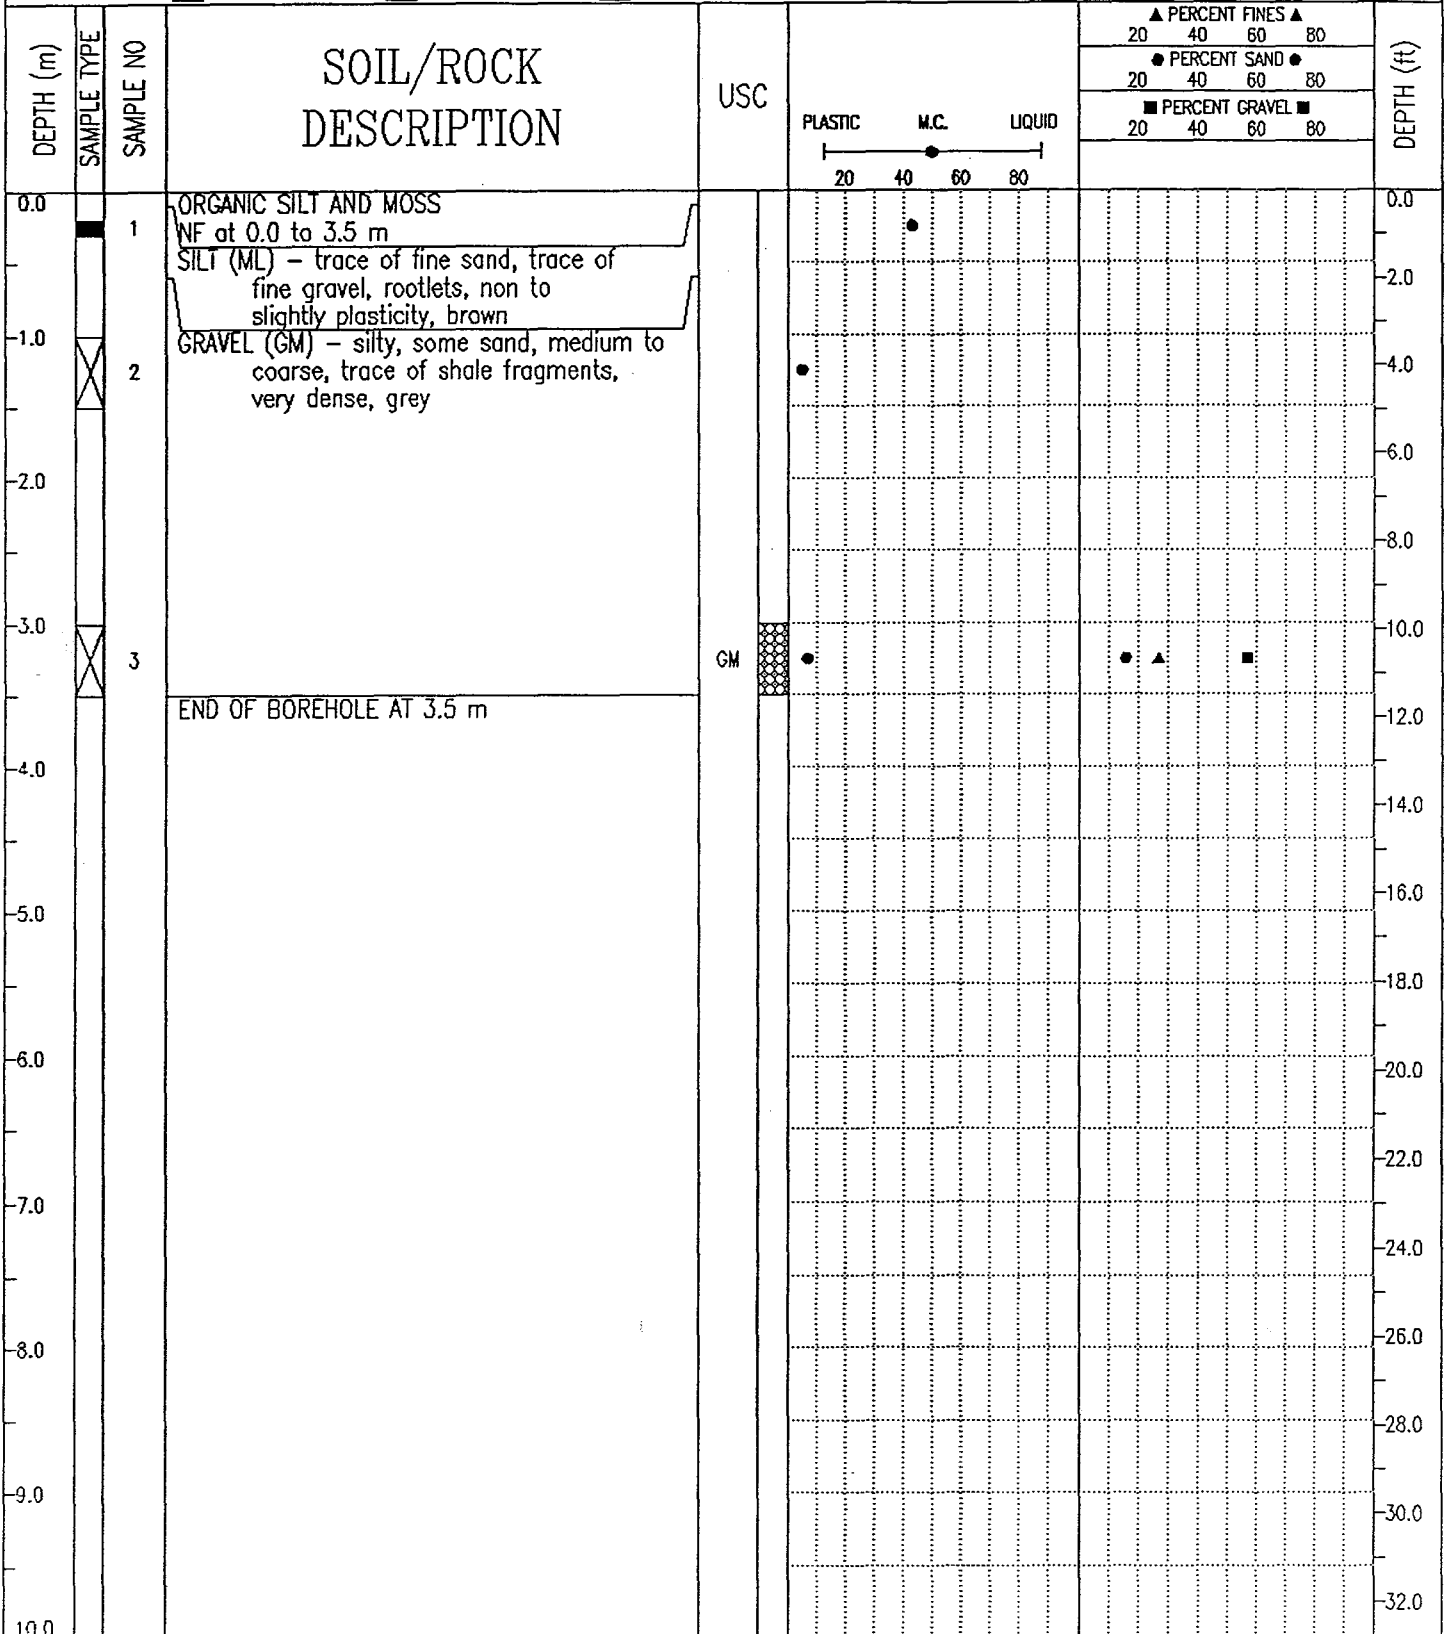 DEPTH (m)
SAMPLE TYPE
SAMPLE NO
SOIL/ROCK
DESCRIPTION
USC
PLASTIC M.C. LIQUID
20 40 60 80
▲ PERCENT FINES ▲
20 40 60 80
● PERCENT SAND ●
20 40 60 80
■ PERCENT GRAVEL ■
20 40 60 80
DEPTH (ft)
0.0
1
ORGANIC SILT AND MOSS
NF at 0.0 to 3.5 m
SILT (ML) – trace of fine sand, trace of
fine gravel, rootlets, non to
slightly plasticity, brown
1.0
2
GRAVEL (GM) – silty, some sand, medium to
coarse, trace of shale fragments,
very dense, grey
2.0
3.0
3
GM
END OF BOREHOLE AT 3.5 m
4.0
5.0
6.0
7.0
8.0
9.0
10.0
0.0
2.0
4.0
6.0
8.0
10.0
12.0
14.0
16.0
18.0
20.0
22.0
24.0
26.0
28.0
30.0
32.0